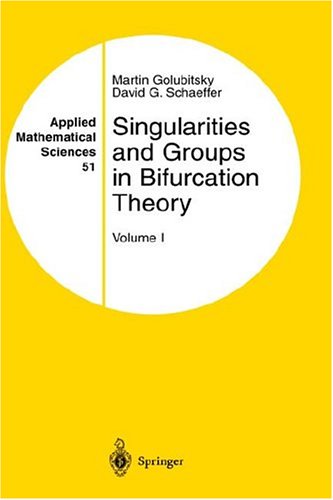 Martin Golubitsky
David G. Schaeffer
Applied
Mathematical
Sciences
51
Singularities
and Groups
in Bifurcation
Theory
Volume I
Springer